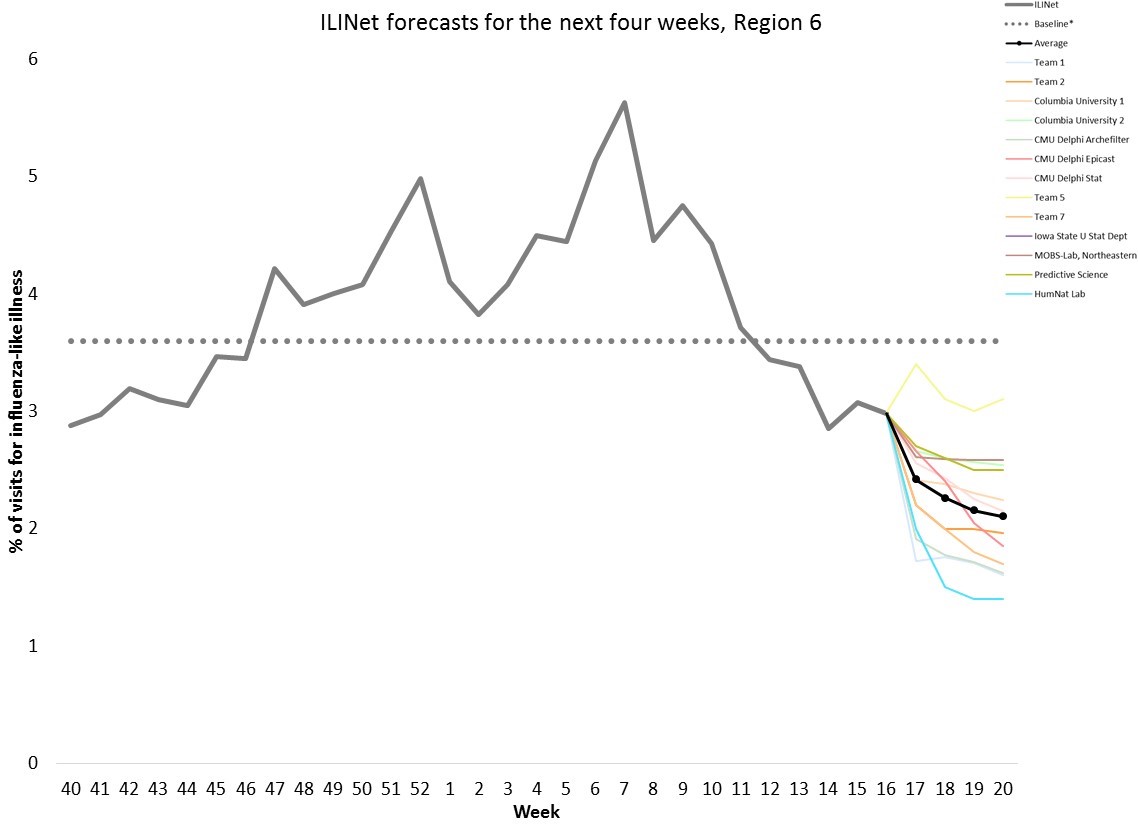 ILINet forecasts for the next four weeks, Region 6
ILINet
Baseline*
Average
Team 1
Team 2
Columbia University 1
Columbia University 2
CMU Delphi Archefilter
CMU Delphi Epicast
CMU Delphi Stat
Team 5
Team 7
Iowa State U Stat Dept
MOBS-Lab, Northeastern
Predictive Science
HumNat Lab
% of visits for influenza-like illness
6
5
4
3
2
1
0
40 41 42 43 44 45 46 47 48 49 50 51 52 1 2 3 4 5 6 7 8 9 10 11 12 13 14 15 16 17 18 19 20
Week